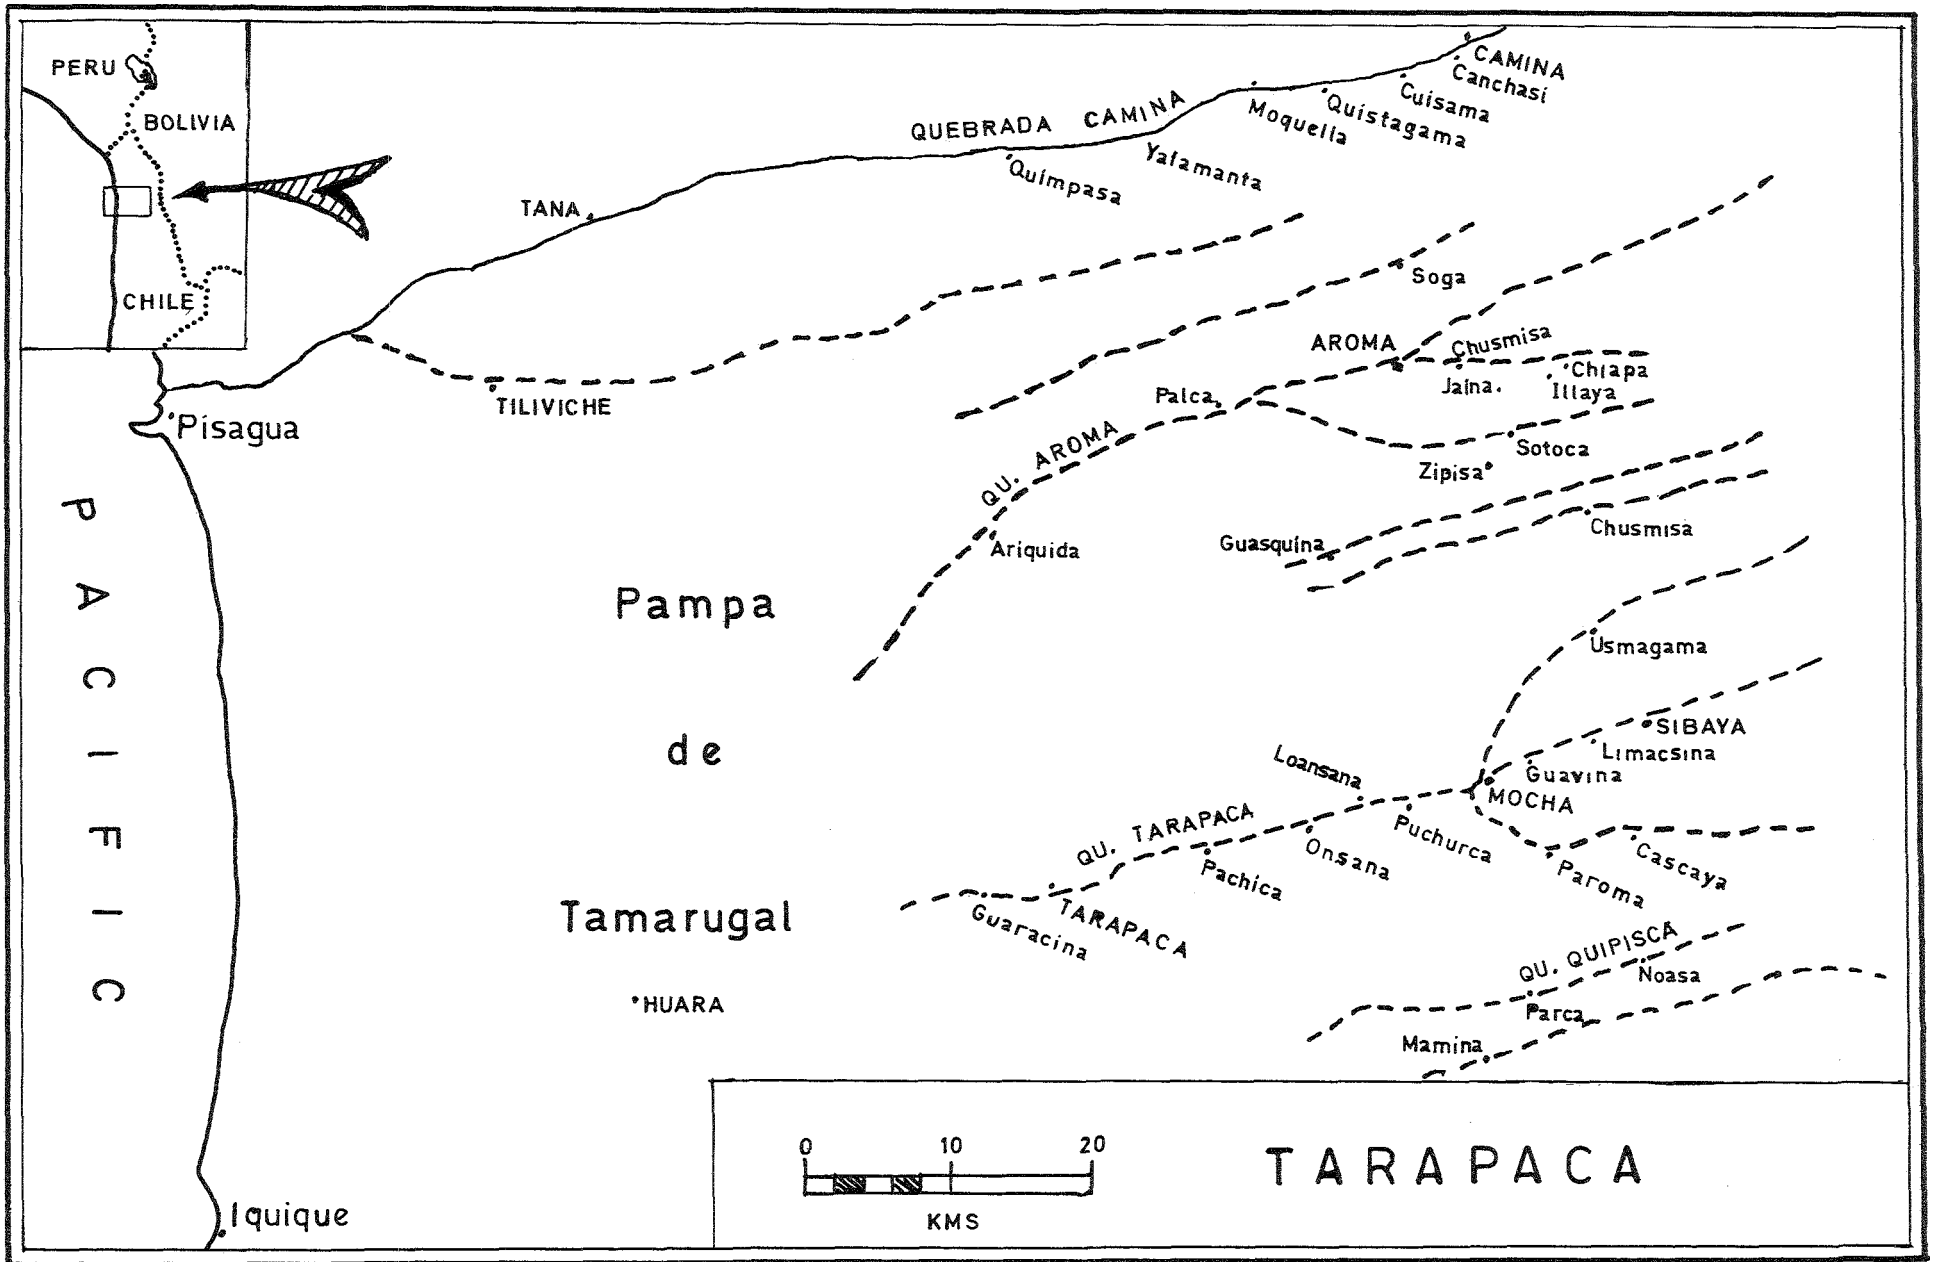 PERU
BOLIVIA
CHILE
CAMINA
Canchasi
Cuisama
Quistagama
Moquella
QUEBRADA CAMINA
Yalamanta
Quimpasa
TANA
Soga
AROMA
Chusmisa
Jaina.
Chiapa
Illaya
TILIVICHE
Palca
Pisagua
QU. AROMA
Sotoca
Zipisa
Ariquida
Guasquina
Chusmisa
PACIFIC
Pampa
de
Tamarugal
Usmagama
SIBAYA
Limacsina
Guavina
MOCHA
Loansana
Puchurca
QU. TARAPACA
Onsana
Pachica
Cascaya
Paroma
TARAPACA
Guaracina
QU. QUIPISCA
Noasa
Parca
Mamina
HUARA
0 10 20
KMS
TARAPACA
Iquique